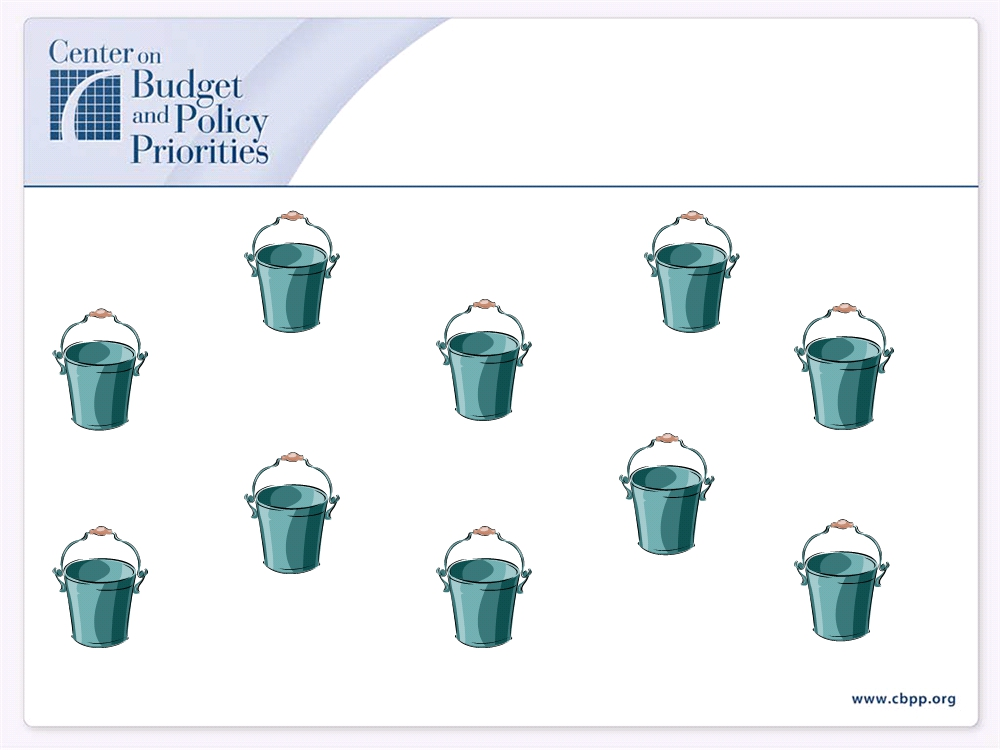 Center on
Budget
and Policy
Priorities
www.cbpp.org